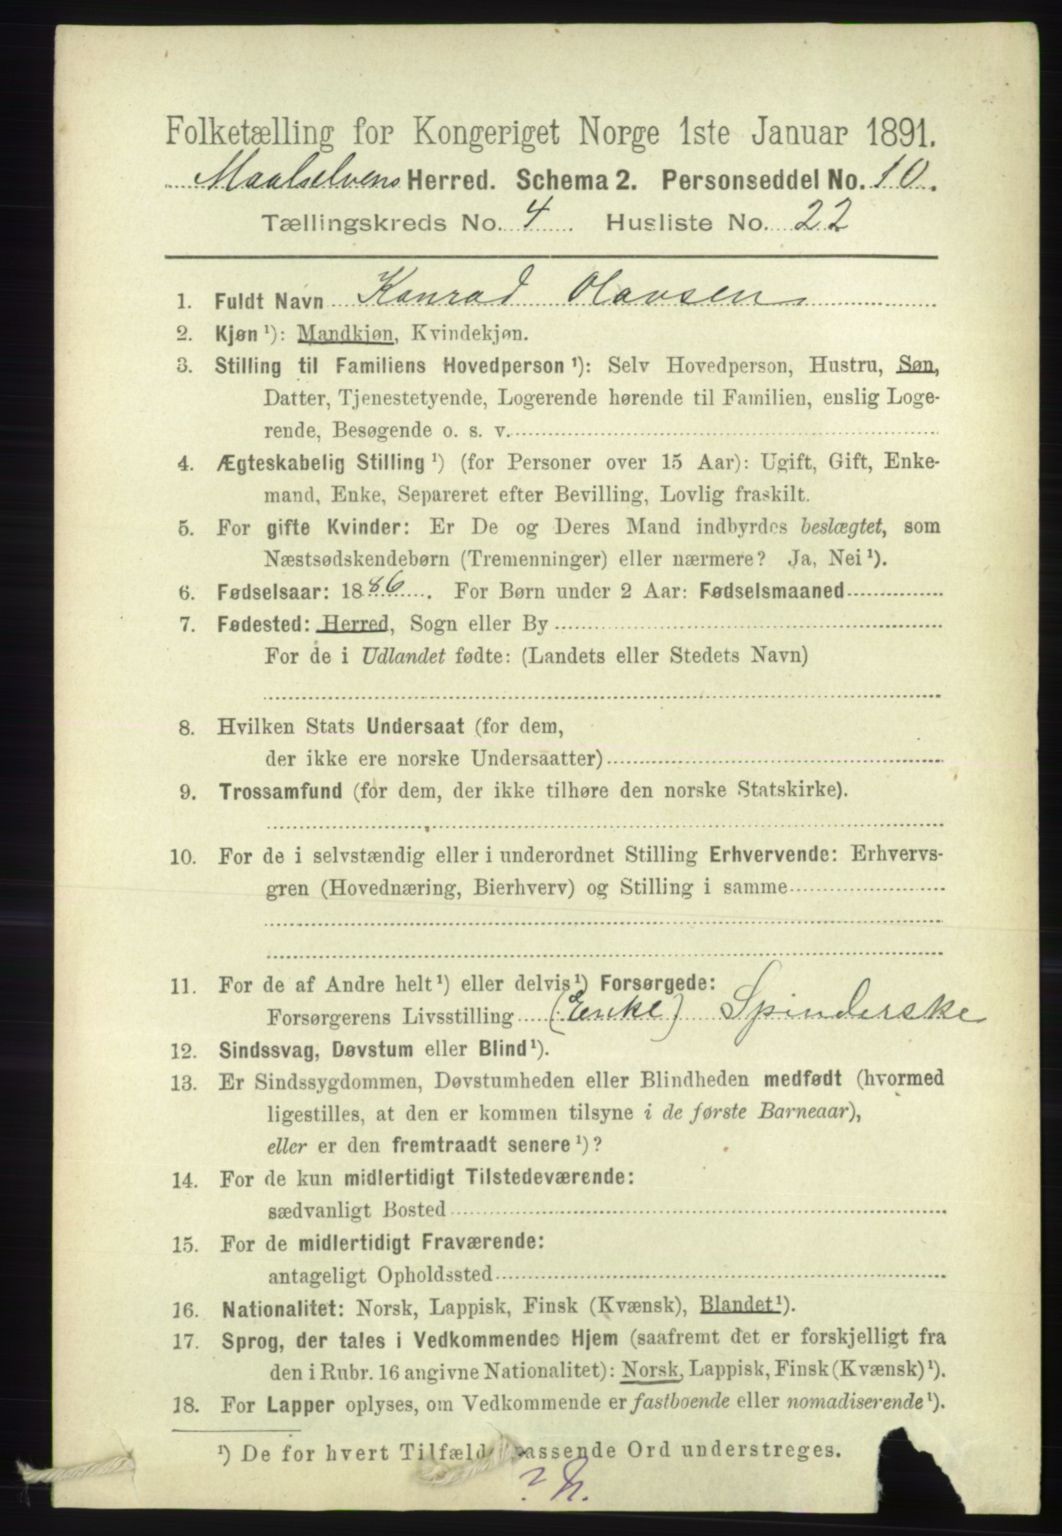 Folketælling for Kongeriget Norge 1ste Januar 1891.
Maalselvens Herred. Schema 2. Personseddel No. 10.
Tællingskreds No. 4 Husliste No. 22
1. Fuldt Navn Konrad Olavsen
2. Kjøn ¹): Mandkjøn, Kvindekjøn.
3. Stilling til Familiens Hovedperson ¹): Selv Hovedperson, Hustru, Søn,
Datter, Tjenestetyende, Logerende hørende til Familien, enslig Loge-
rende, Besøgende o. s. v.
4. Ægteskabelig Stilling ¹) (for Personer over 15 Aar): Ugift, Gift, Enke-
mand, Enke, Separeret efter Bevilling, Lovlig fraskilt.
5. For gifte Kvinder: Er De og Deres Mand indbyrdes beslægtet, som
Næstsødskendebørn (Tremenninger) eller nærmere? Ja, Nei ¹).
6. Fødselsaar: 1886. For Børn under 2 Aar: Fødselsmaaned
7. Fødested: Herred, Sogn eller By
For de i Udlandet fødte: (Landets eller Stedets Navn)
8. Hvilken Stats Undersaat (for dem,
der ikke ere norske Undersaatter)
9. Trossamfund (for dem, der ikke tilhøre den norske Statskirke).
10. For de i selvstændig eller i underordnet Stilling Erhvervende: Erhvervs-
gren (Hovednæring, Bierhverv) og Stilling i samme
11. For de af Andre helt ¹) eller delvis ¹) Forsørgede:
Forsørgerens Livsstilling (Enke) Spinderske
12. Sindssvag, Døvstum eller Blind ¹).
13. Er Sindssygdommen, Døvstumheden eller Blindheden medfødt (hvormed
ligestilles, at den er kommen tilsyne i de første Barneaar),
eller er den fremtraadt senere ¹)?
14. For de kun midlertidigt Tilstedeværende:
sædvanligt Bosted
15. For de midlertidigt Fraværende:
antageligt Opholdssted
16. Nationalitet: Norsk, Lappisk, Finsk (Kvænsk), Blandet ¹).
17. Sprog, der tales i Vedkommendes Hjem (saafremt det er forskjelligt fra
den i Rubr. 16 angivne Nationalitet): Norsk, Lappisk, Finsk (Kvænsk) ¹).
18. For Lapper oplyses, om Vedkommende er fastboende eller nomadiserende ¹).
¹) De for hvert Tilfælde passende Ord understreges.